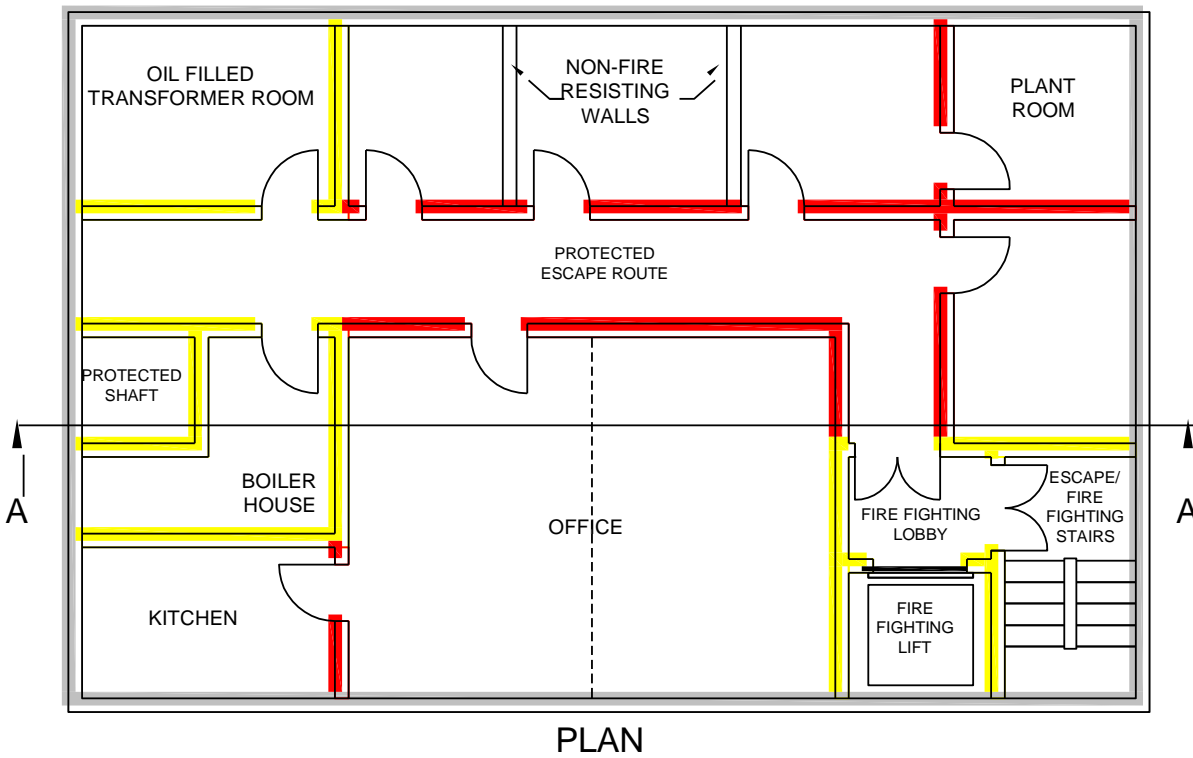 OIL FILLED
TRANSFORMER ROOM
NON-FIRE
RESISTING
WALLS
PLANT
ROOM
PROTECTED
ESCAPE ROUTE
PROTECTED
SHAFT
A
A
BOILER
HOUSE
OFFICE
FIRE FIGHTING
LOBBY
ESCAPE/
FIRE
FIGHTING
STAIRS
KITCHEN
FIRE
FIGHTING
LIFT
PLAN